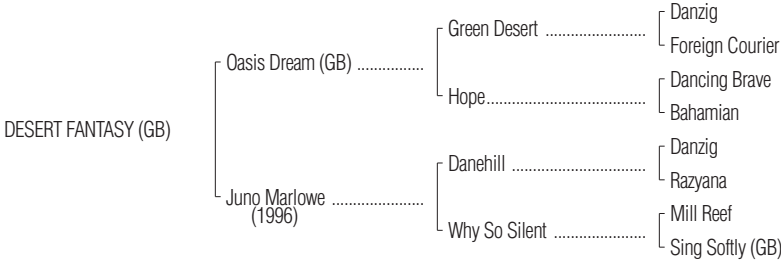 Danzig
Green Desert ..........................
Foreign Courier
Oasis Dream (GB) .................
Dancing Brave
Hope.........................................
Bahamian
DESERT FANTASY (GB)
Danzig
Danehill ...................................
Razyana
Juno Marlowe ........................
(1996)
Mill Reef
Why So Silent ........................
Sing Softly (GB)